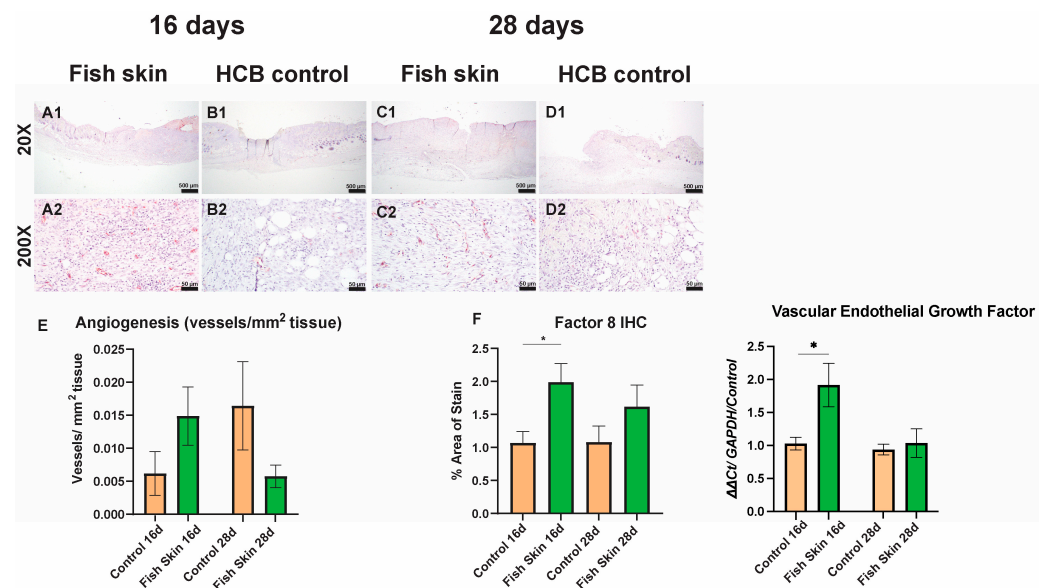 16 days 28 days
Fish skin HCB control Fish skin HCB control
20X
A1 B1 C1 D1
500 µm 500 µm 500 µm 500 µm
200X
A2 B2 C2 D2
50 µm 50 µm 50 µm 50 µm
E Angiogenesis (vessels/mm² tissue)
Vessels/ mm² tissue
0.025
0.020
0.015
0.010
0.005
0.000
Control 16d
Fish Skin 16d
Control 28d
Fish Skin 28d
F Factor 8 IHC
% Area of Stain
2.5
2.0
1.5
1.0
0.5
0.0
*
Control 16d
Fish Skin 16d
Control 28d
Fish Skin 28d
Vascular Endothelial Growth Factor
ΔΔCt/ GAPDH/Control
2.5
2.0
1.5
1.0
0.5
0.0
*
Control 16d
Fish Skin 16d
Control 28d
Fish Skin 28d